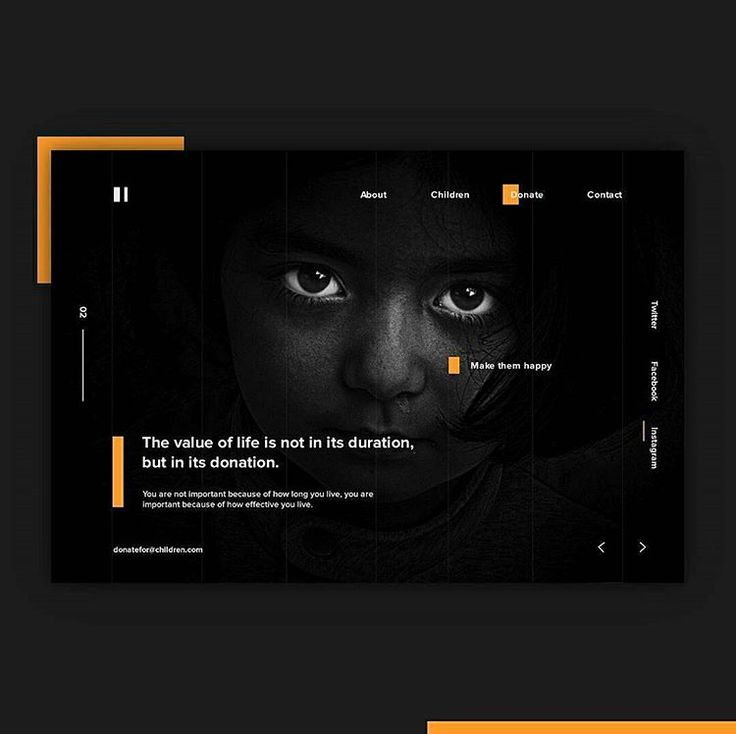 About
Children
Donate
Contact
02
Twitter
Facebook
Instagram
Make them happy
The value of life is not in its duration,
but in its donation.
You are not important because of how long you live, you are
important because of how effective you live.
donatefor@children.com